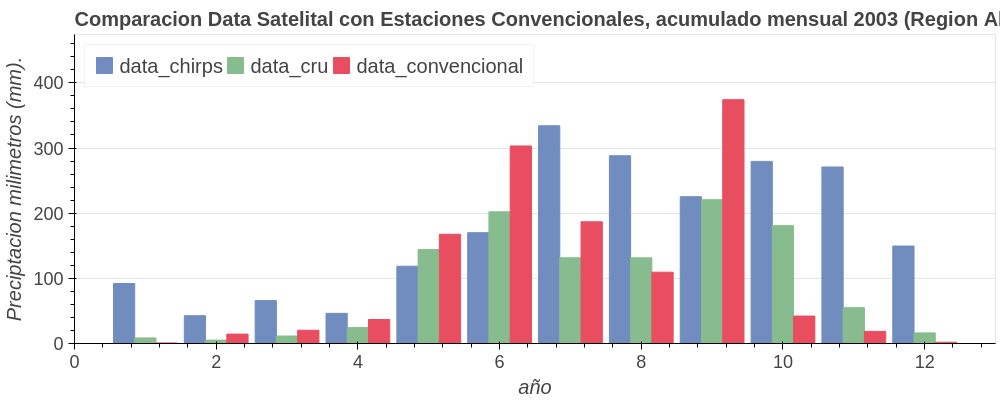 Comparacion Data Satelital con Estaciones Convencionales, acumulado mensual 2003 (Region Al
data_chirps data_cru data_convencional
Preciptacion milimetros (mm).
400
300
200
100
0
0 2 4 6 8 10 12
año